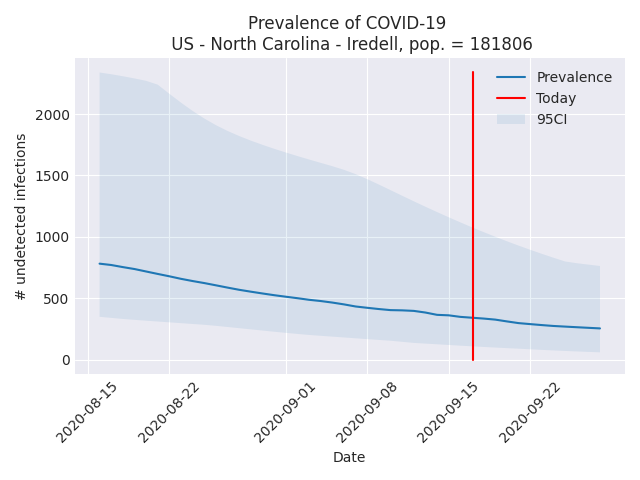 Prevalence of COVID-19
US - North Carolina - Iredell, pop. = 181806
Prevalence
Today
95CI
# undetected infections
2000
1500
1000
500
0
2020-08-15
2020-08-22
2020-09-01
2020-09-08
2020-09-15
2020-09-22
Date